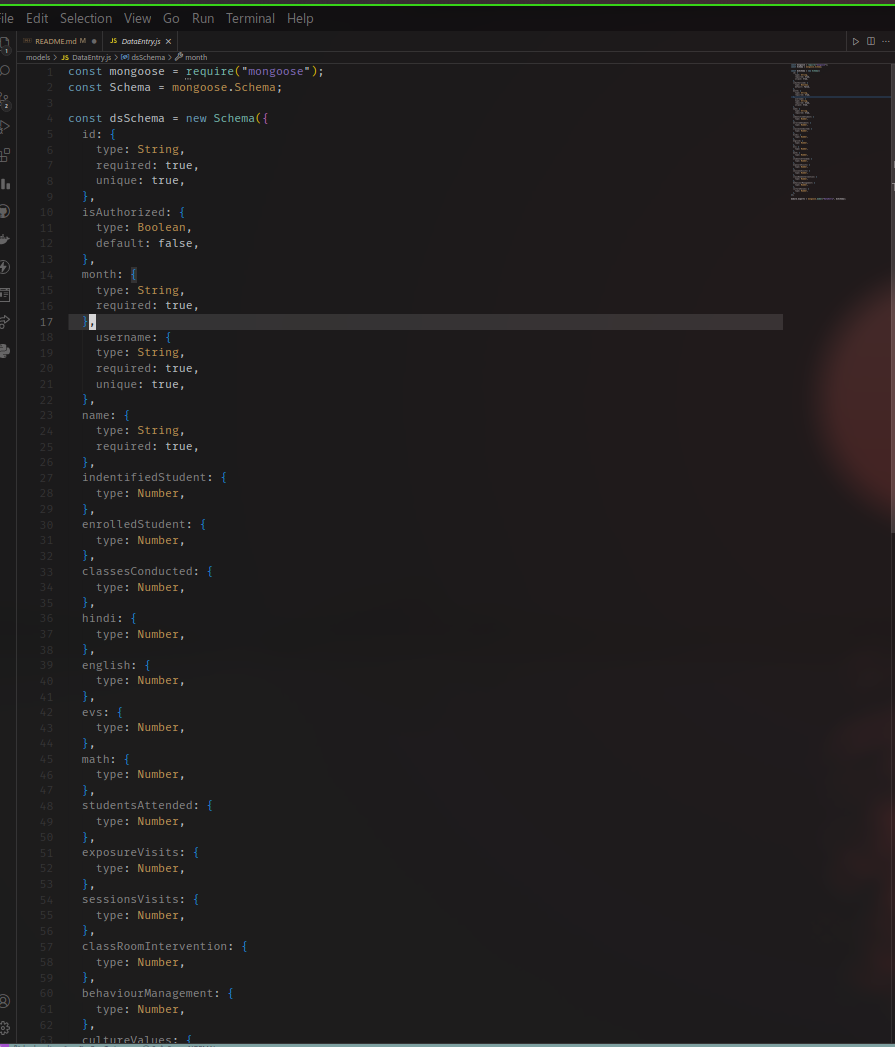 File Edit Selection View Go Run Terminal Help
README.md M ● JS DataEntry.js ×
models > JS DataEntry.js > dsSchema > month
1 const mongoose = require("mongoose");
2 const Schema = mongoose.Schema;
3
4 const dsSchema = new Schema({
5 id: {
6 type: String,
7 required: true,
8 unique: true,
9 },
10 isAuthorized: {
11 type: Boolean,
12 default: false,
13 },
14 month: {
15 type: String,
16 required: true,
17 },
18 username: {
19 type: String,
20 required: true,
21 unique: true,
22 },
23 name: {
24 type: String,
25 required: true,
26 },
27 indentifiedStudent: {
28 type: Number,
29 },
30 enrolledStudent: {
31 type: Number,
32 },
33 classesConducted: {
34 type: Number,
35 },
36 hindi: {
37 type: Number,
38 },
39 english: {
40 type: Number,
41 },
42 evs: {
43 type: Number,
44 },
45 math: {
46 type: Number,
47 },
48 studentsAttended: {
49 type: Number,
50 },
51 exposureVisits: {
52 type: Number,
53 },
54 sessionsVisits: {
55 type: Number,
56 },
57 classRoomIntervention: {
58 type: Number,
59 },
60 behaviourManagement: {
61 type: Number,
62 },
63 cultureValues: {